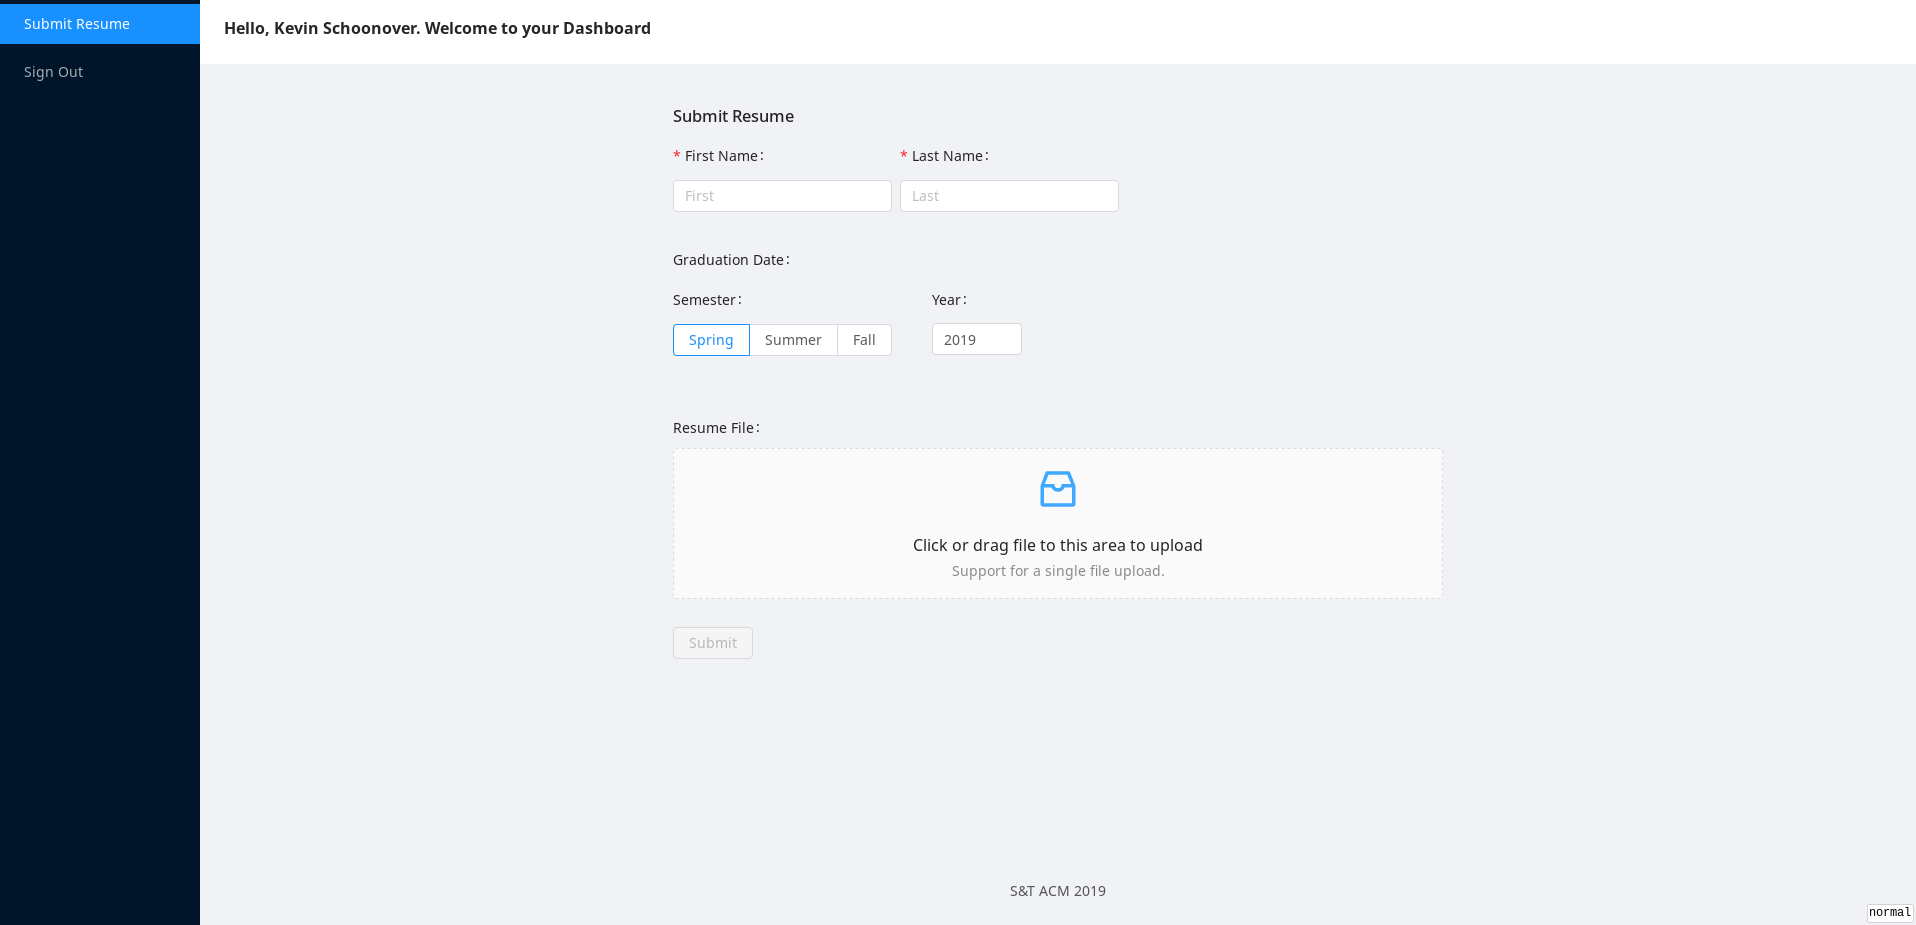 Submit Resume
Sign Out
Hello, Kevin Schoonover. Welcome to your Dashboard
Submit Resume
* First Name:
* Last Name:
First
Last
Graduation Date:
Semester:
Year:
Spring
Summer
Fall
2019
Resume File:
Click or drag file to this area to upload
Support for a single file upload.
Submit
S&T ACM 2019
normal